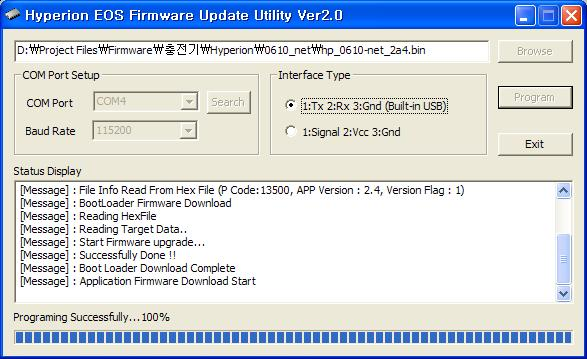 Hyperion EOS Firmware Update Utility Ver2.0
D:₩Project Files₩Firmware₩충전기₩Hyperion₩0610_net₩hp_0610-net_2a4.bin
Browse
COM Port Setup
Interface Type
COM Port COM4 Search
1:Tx 2:Rx 3:Gnd (Built-in USB)
Program
Baud Rate 115200
1:Signal 2:Vcc 3:Gnd
Exit
Status Display
[Message] : File Info Read From Hex File (P Code:13500, APP Version : 2.4, Version Flag : 1)
[Message] : BootLoader Firmware Download
[Message] : Reading HexFile
[Message] : Reading Target Data..
[Message] : Start Firmware upgrade...
[Message] : Successfully Done !!
[Message] : Boot Loader Download Complete
[Message] : Application Firmware Download Start
Programing Successfully...100%